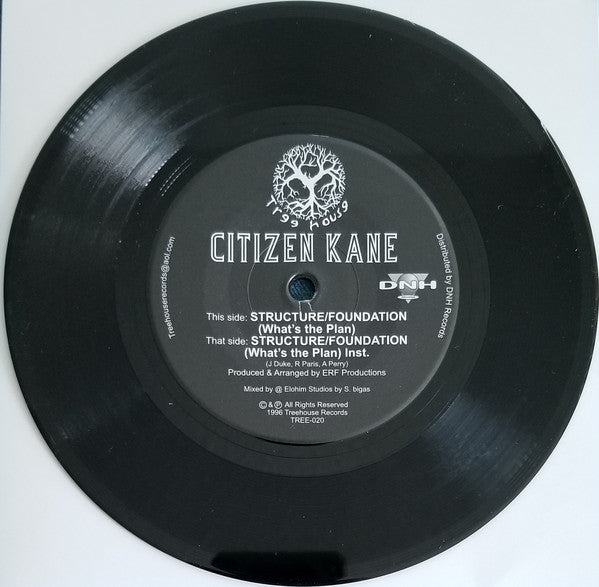 Tree House
CITIZEN KANE
Treehouserecords@aol.com
Distributed by DNH Records
DNH
This side: STRUCTURE/FOUNDATION
(What's the Plan)
That side: STRUCTURE/FOUNDATION
(What's the Plan) Inst.
(J Duke, R Paris, A Perry)
Produced & Arranged by ERF Productions
Mixed by @ Elohim Studios by S. bigas
© & ℗ All Rights Reserved
1996 Treehouse Records
TREE-020